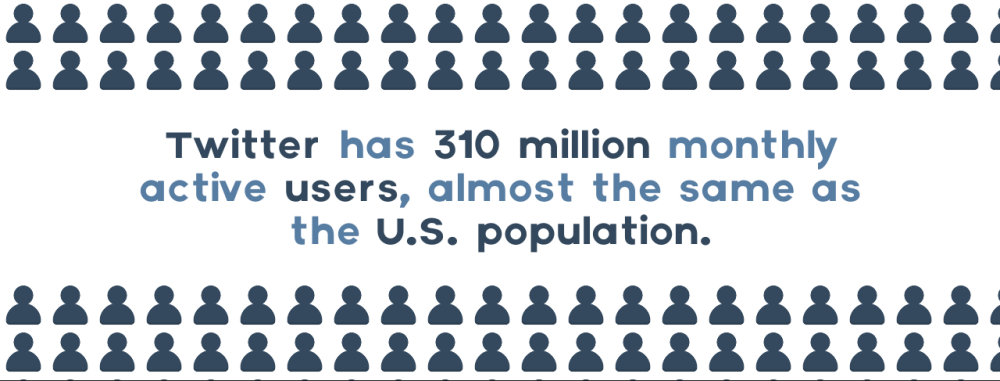 Twitter has 310 million monthly
active users, almost the same as
the U.S. population.